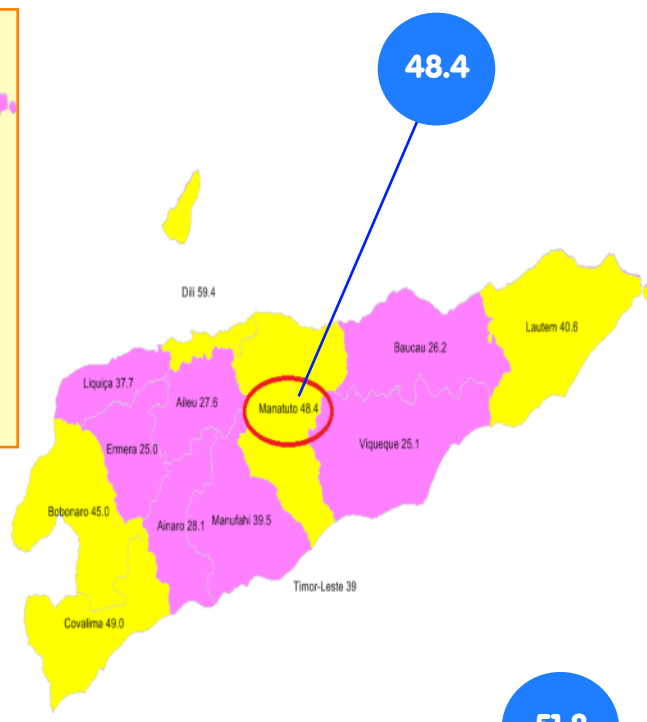 48.4
Dili 59.4
Lautem 40.6
Baucau 26.2
Liquiça 37.7
Aileu 27.6
Manatuto 48.4
Viqueque 25.1
Ermera 25.0
Bobonaro 45.0
Ainaro 28.1
Manufahi 39.5
Timor-Leste 39
Covalima 49.0